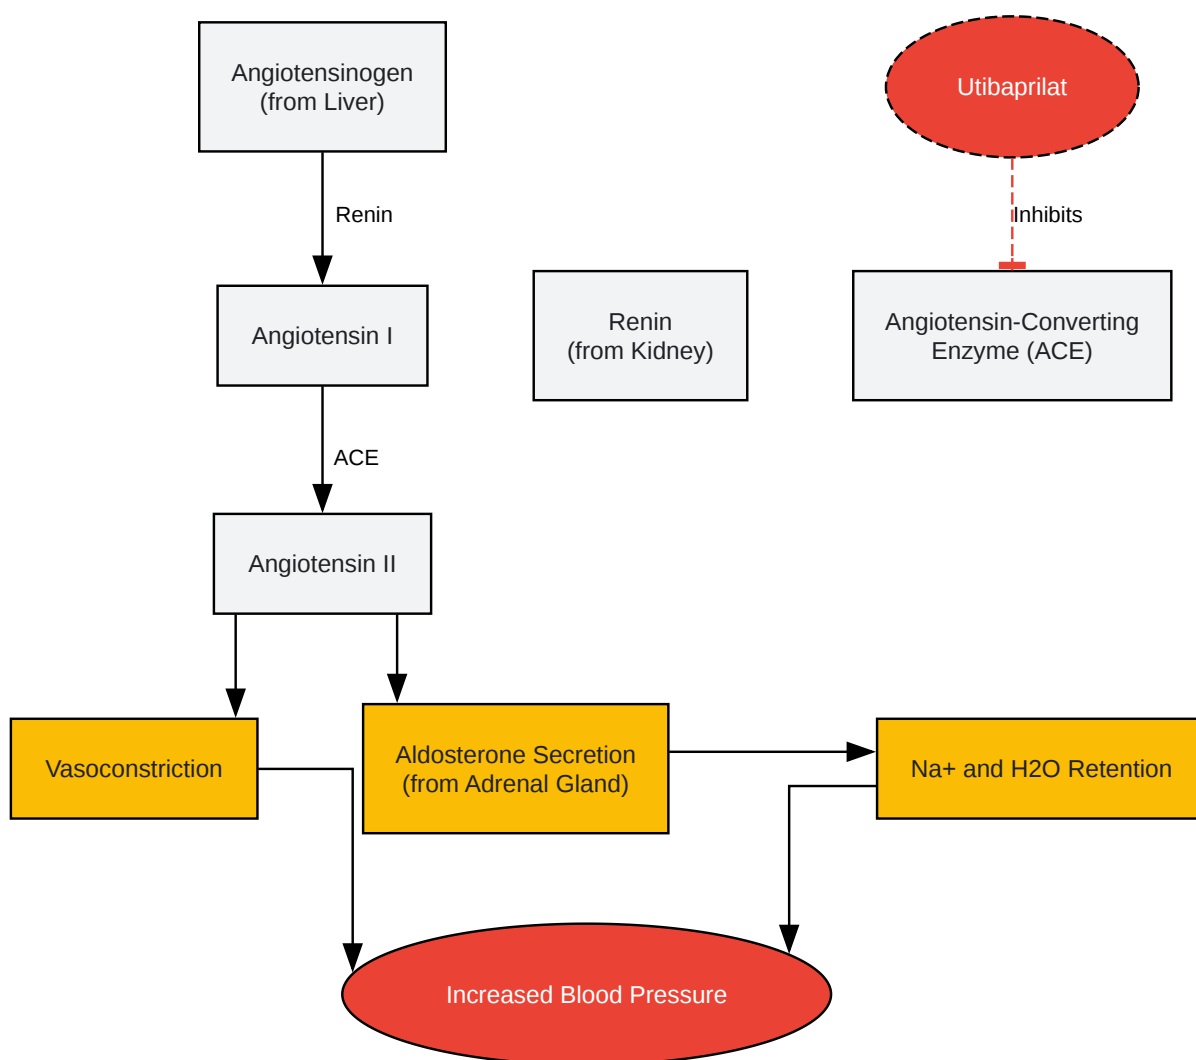 Angiotensinogen
(from Liver)
Utibaprilat
Renin
Inhibits
Angiotensin I
Renin
(from Kidney)
Angiotensin-Converting
Enzyme (ACE)
ACE
Angiotensin II
Vasoconstriction
Aldosterone Secretion
(from Adrenal Gland)
Na+ and H2O Retention
Increased Blood Pressure